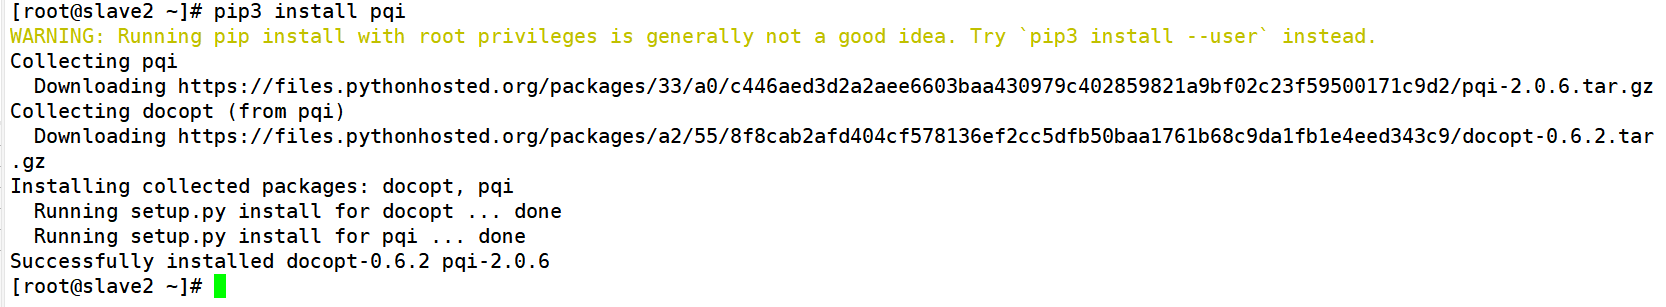 [root@slave2 ~]# pip3 install pqi
WARNING: Running pip install with root privileges is generally not a good idea. Try `pip3 install --user` instead.
Collecting pqi
  Downloading https://files.pythonhosted.org/packages/33/a0/c446aed3d2a2aee6603baa430979c402859821a9bf02c23f59500171c9d2/pqi-2.0.6.tar.gz
Collecting docopt (from pqi)
  Downloading https://files.pythonhosted.org/packages/a2/55/8f8cab2afd404cf578136ef2cc5dfb50baa1761b68c9da1fb1e4eed343c9/docopt-0.6.2.tar
.gz
Installing collected packages: docopt, pqi
  Running setup.py install for docopt ... done
  Running setup.py install for pqi ... done
Successfully installed docopt-0.6.2 pqi-2.0.6
[root@slave2 ~]#